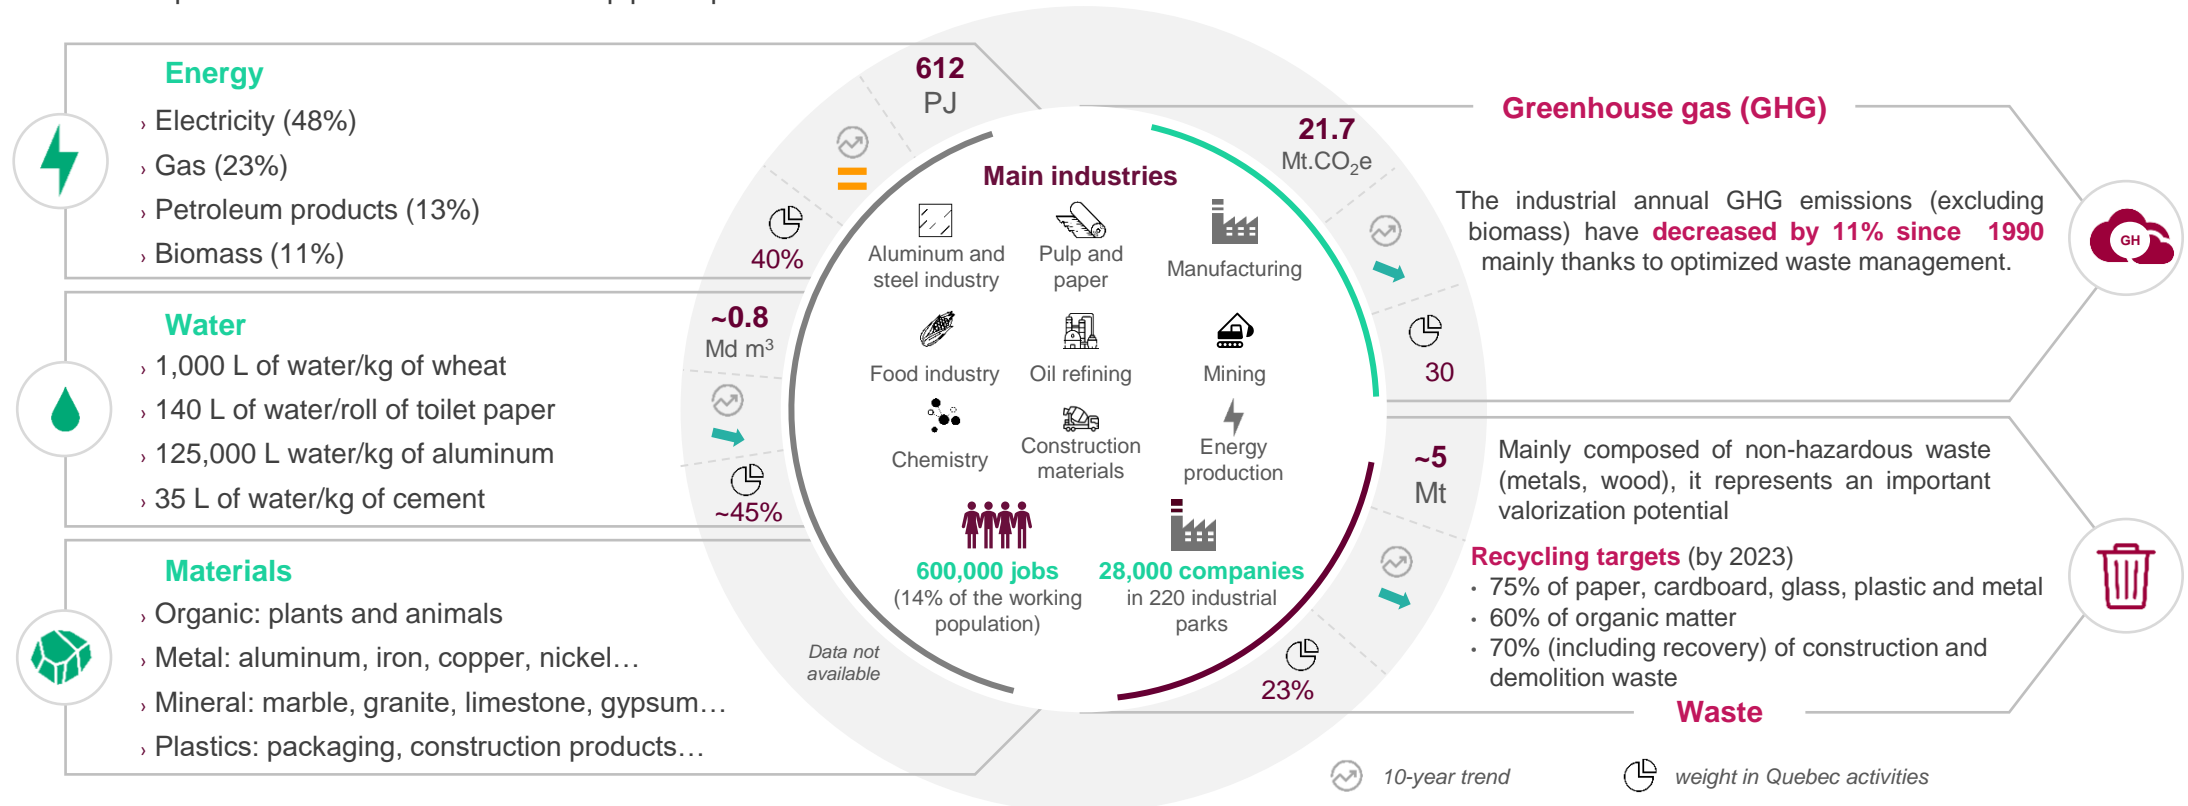 Energy
› Electricity (48%)
› Gas (23%)
› Petroleum products (13%)
› Biomass (11%)
Water
› 1,000 L of water/kg of wheat
› 140 L of water/roll of toilet paper
› 125,000 L water/kg of aluminum
› 35 L of water/kg of cement
Materials
› Organic: plants and animals
› Metal: aluminum, iron, copper, nickel…
› Mineral: marble, granite, limestone, gypsum…
› Plastics: packaging, construction products…
612
PJ
40%
~0.8
Md m³
~45%
Data not
available
Main industries
Aluminum and
steel industry
Pulp and
paper
Manufacturing
Food industry
Oil refining
Mining
Chemistry
Construction
materials
Energy
production
600,000 jobs
(14% of the working
population)
28,000 companies
in 220 industrial
parks
21.7
Mt.CO₂e
30
~5
Mt
23%
Greenhouse gas (GHG)
The industrial annual GHG emissions (excluding
biomass) have decreased by 11% since 1990
mainly thanks to optimized waste management.
GH
Mainly composed of non-hazardous waste
(metals, wood), it represents an important
valorization potential
Recycling targets (by 2023)
· 75% of paper, cardboard, glass, plastic and metal
· 60% of organic matter
· 70% (including recovery) of construction and
demolition waste
Waste
10-year trend
weight in Quebec activities